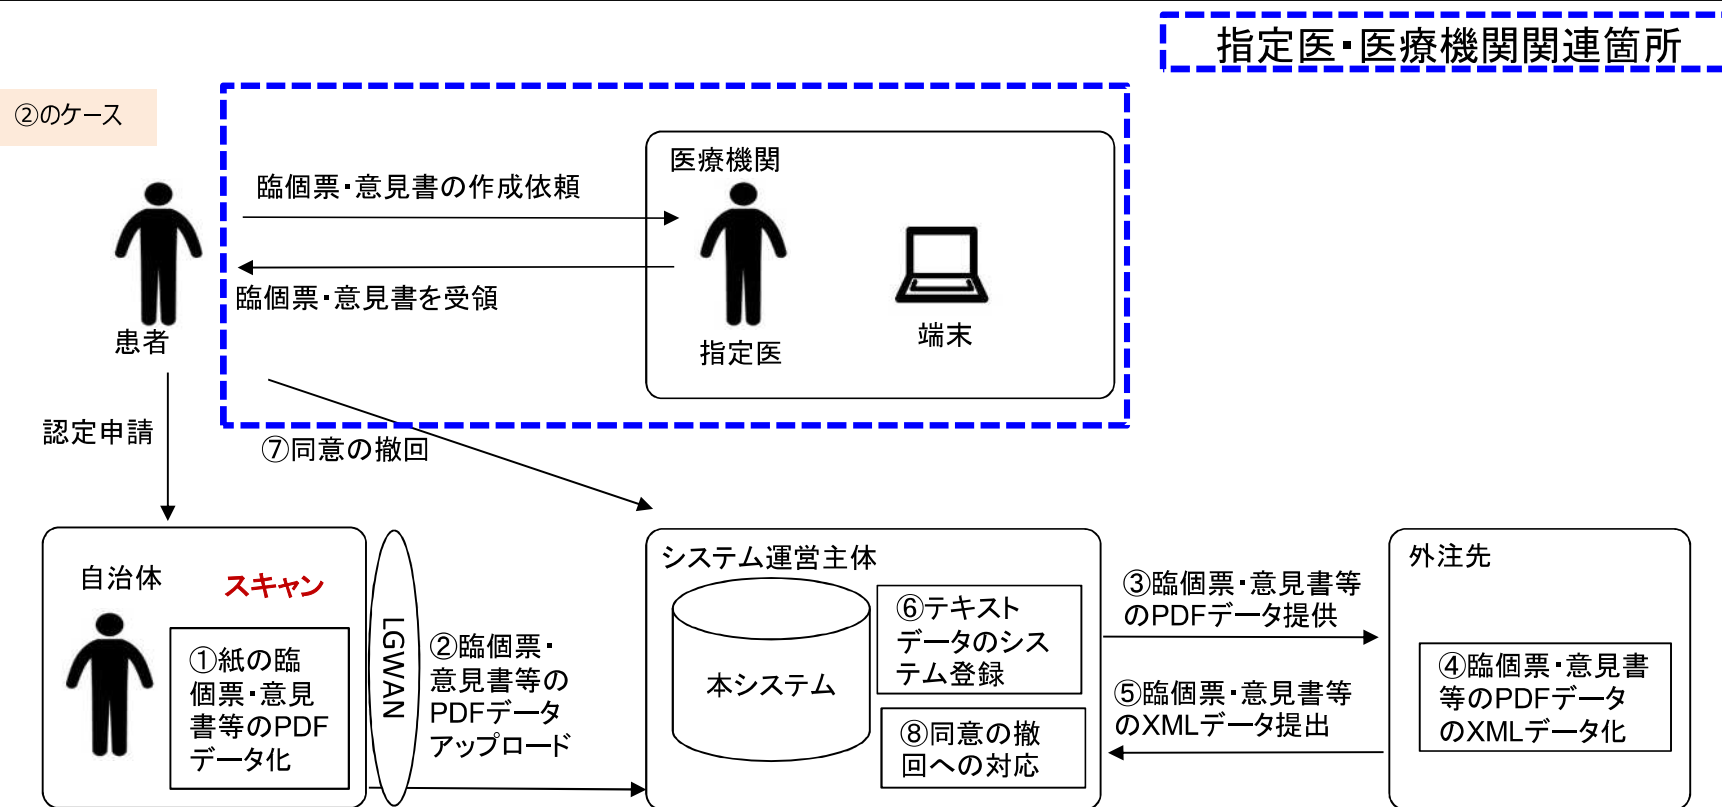 指定医・医療機関関連箇所
②のケース
医療機関
臨個票・意見書の作成依頼
臨個票・意見書を受領
患者
指定医
端末
認定申請
⑦同意の撤回
自治体
スキャン
①紙の臨
個票・意見
書等のPDF
データ化
LGWAN
②臨個票・
意見書等の
PDFデータ
アップロード
システム運営主体
本システム
⑥テキスト
データのシス
テム登録
⑧同意の撤
回への対応
③臨個票・意見書等
のPDFデータ提供
⑤臨個票・意見書等
のXMLデータ提出
外注先
④臨個票・意見書
等のPDFデータ
のXMLデータ化